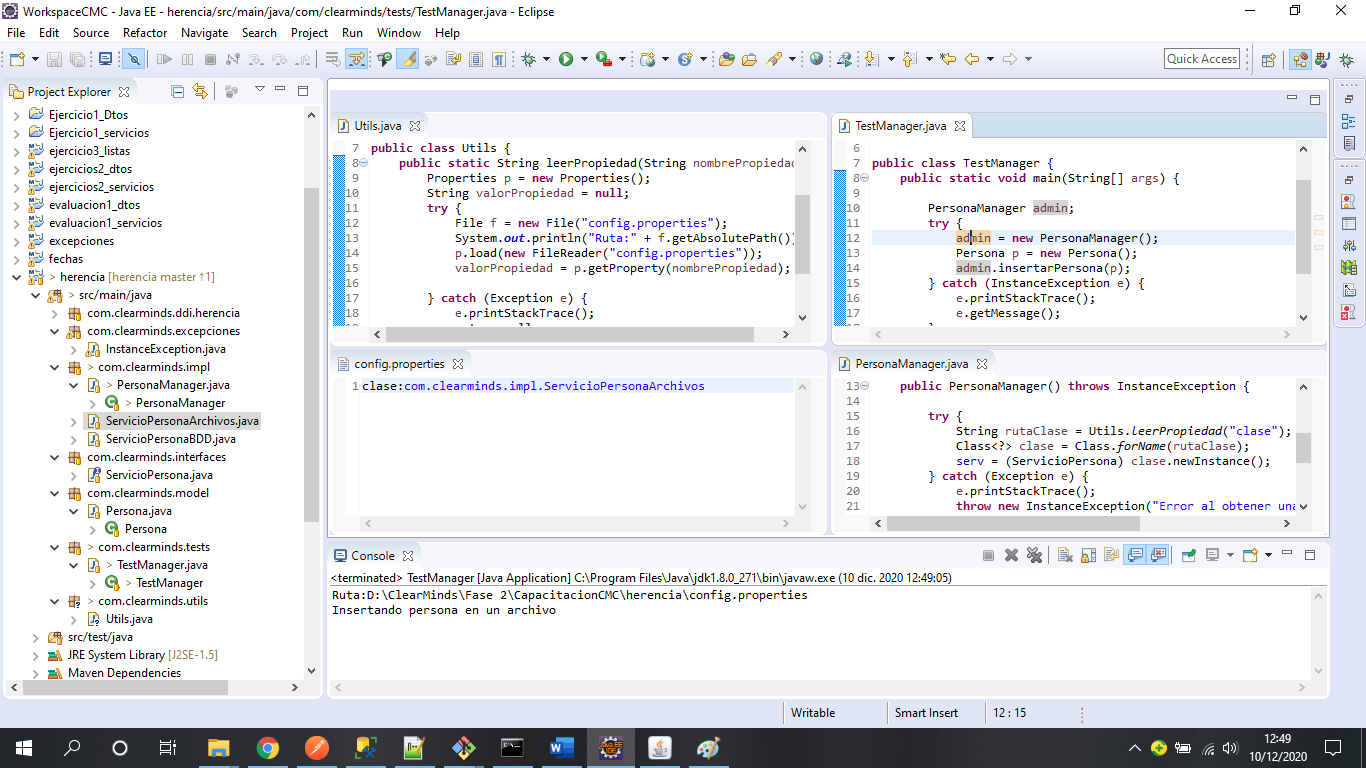 WorkspaceCMC - Java EE - herencia/src/main/java/com/clearminds/tests/TestManager.java - Eclipse
File Edit Source Refactor Navigate Search Project Run Window Help
Quick Access
Project Explorer
Ejercicio1_Dtos
Ejercicio1_servicios
ejercicio3_listas
ejercicios2_dtos
ejercicios2_servicios
evaluacion1_dtos
evaluacion1_servicios
excepciones
fechas
> herencia [herencia master ↑1]
> src/main/java
com.clearminds.ddi.herencia
com.clearminds.excepciones
InstanceException.java
> com.clearminds.impl
> PersonaManager.java
> PersonaManager
ServicioPersonaArchivos.java
ServicioPersonaBDD.java
com.clearminds.interfaces
ServicioPersona.java
com.clearminds.model
Persona.java
Persona
> com.clearminds.tests
> TestManager.java
> TestManager
> com.clearminds.utils
Utils.java
src/test/java
JRE System Library [J2SE-1.5]
Maven Dependencies
Utils.java
7 public class Utils {
8 public static String leerPropiedad(String nombrePropiedad
9 Properties p = new Properties();
10 String valorPropiedad = null;
11 try {
12 File f = new File("config.properties");
13 System.out.println("Ruta:" + f.getAbsolutePath())
14 p.load(new FileReader("config.properties"));
15 valorPropiedad = p.getProperty(nombrePropiedad);
16
17 } catch (Exception e) {
18 e.printStackTrace();
TestManager.java
6
7 public class TestManager {
8 public static void main(String[] args) {
9
10 PersonaManager admin;
11 try {
12 admin = new PersonaManager();
13 Persona p = new Persona();
14 admin.insertarPersona(p);
15 } catch (InstanceException e) {
16 e.printStackTrace();
17 e.getMessage();
config.properties
1 clase:com.clearminds.impl.ServicioPersonaArchivos
PersonaManager.java
13 public PersonaManager() throws InstanceException {
14
15 try {
16 String rutaClase = Utils.leerPropiedad("clase");
17 Class<?> clase = Class.forName(rutaClase);
18 serv = (ServicioPersona) clase.newInstance();
19 } catch (Exception e) {
20 e.printStackTrace();
21 throw new InstanceException("Error al obtener una
Console
<terminated> TestManager [Java Application] C:\Program Files\Java\jdk1.8.0_271\bin\javaw.exe (10 dic. 2020 12:49:05)
Ruta:D:\ClearMinds\Fase 2\CapacitacionCMC\herencia\config.properties
Insertando persona en un archivo
Writable Smart Insert 12 : 15
12:49
10/12/2020